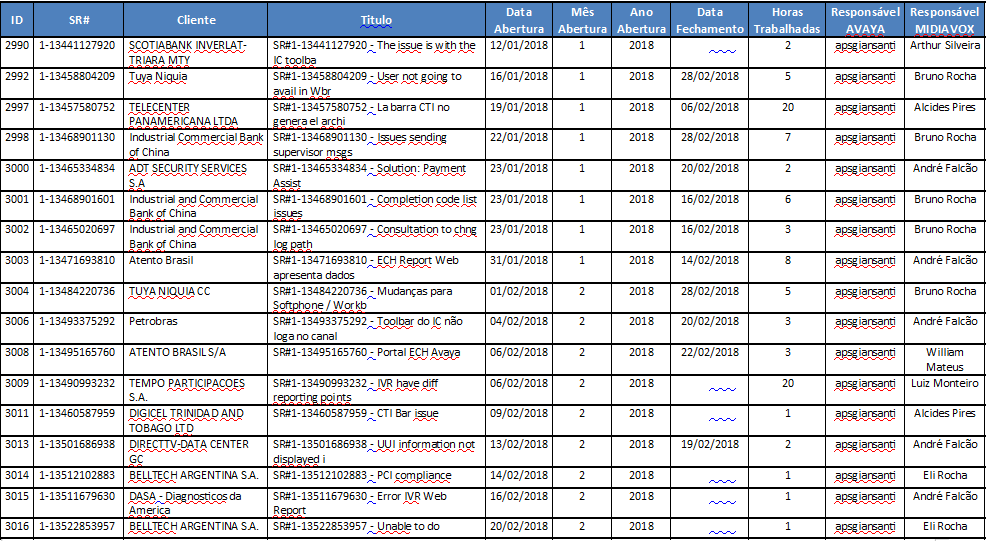 ID SR# Cliente Título Data Abertura Mês Abertura Ano Abertura Data Fechamento Horas Trabalhadas Responsável AVAYA Responsável MIDIAVOX
2990 1-13441127920 SCOTIABANK INVERLAT- SR#1-13441127920 - The issue is with the 12/01/2018 1 2018 2 apsgiansanti Arthur Silveira
TRIARA MTY IC toolba
2992 1-13458804209 Tuya Niquia SR#1-13458804209 - User not going to 16/01/2018 1 2018 28/02/2018 5 apsgiansanti Bruno Rocha
avail in Wbr
2997 1-13457580752 TELECENTER SR#1-13457580752 - La barra CTI no 19/01/2018 1 2018 06/02/2018 20 apsgiansanti Alcides Pires
PANAMERICANA LTDA genera el archi
2998 1-13468901130 Industrial Commercial Bank SR#1-13468901130 - Issues sending 22/01/2018 1 2018 28/02/2018 7 apsgiansanti Bruno Rocha
of China supervisor msgs
3000 1-13465334834 ADT SECURITY SERVICES SR#1-13465334834 - Solution: Payment 23/01/2018 1 2018 20/02/2018 2 apsgiansanti André Falcão
S.A Assist
3001 1-13468901601 Industrial and Commercial SR#1-13468901601 - Completion code list 23/01/2018 1 2018 16/02/2018 6 apsgiansanti Bruno Rocha
Bank of China issues
3002 1-13465020697 Industrial and Commercial SR#1-13465020697 - Consultation to chng 23/01/2018 1 2018 16/02/2018 3 apsgiansanti Bruno Rocha
Bank of China log path
3003 1-13471693810 Atento Brasil SR#1-13471693810 - ECH Report Web 31/01/2018 1 2018 14/02/2018 8 apsgiansanti André Falcão
apresenta dados
3004 1-13484220736 TUYA NIQUIA CC SR#1-13484220736 - Mudanças para 01/02/2018 2 2018 28/02/2018 5 apsgiansanti Bruno Rocha
Softphone / Workb
3006 1-13493375292 Petrobras SR#1-13493375292 - Toolbar do IC não 04/02/2018 2 2018 20/02/2018 3 apsgiansanti André Falcão
loga no canal
3008 1-13495165760 ATENTO BRASIL S/A SR#1-13495165760 - Portal ECH Avaya 06/02/2018 2 2018 22/02/2018 3 apsgiansanti William
Mateus
3009 1-13490993232 TEMPO PARTICIPACOES SR#1-13490993232 - IVR have diff 06/02/2018 2 2018 20 apsgiansanti Luiz Monteiro
S.A. reporting points
3011 1-13460587959 DIGICEL TRINIDAD AND SR#1-13460587959 - CTI Bar issue 09/02/2018 2 2018 1 apsgiansanti Alcides Pires
TOBAGO LTD
3013 1-13501686938 DIRECTTV-DATA CENTER SR#1-13501686938 - UUI information not 13/02/2018 2 2018 19/02/2018 2 apsgiansanti André Falcão
GC displayed i
3014 1-13512102883 BELLTECH ARGENTINA S.A. SR#1-13512102883 - PCI compliance 14/02/2018 2 2018 1 apsgiansanti Eli Rocha
3015 1-13511679630 DASA - Diagnosticos da SR#1-13511679630 - Error IVR Web 16/02/2018 2 2018 1 apsgiansanti André Falcão
America Report
3016 1-13522853957 BELLTECH ARGENTINA S.A. SR#1-13522853957 - Unable to do 20/02/2018 2 2018 1 apsgiansanti Eli Rocha